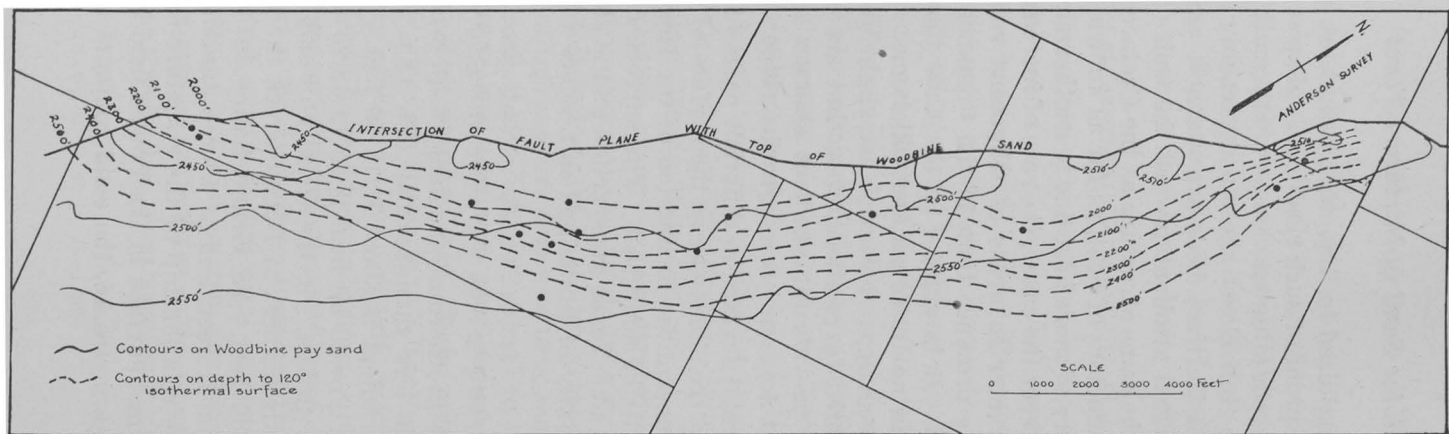 N
ANDERSON SURVEY
2000'
2100'
2200
2300
2400
2500'
2450'
2450'
INTERSECTION OF FAULT PLANE WITH TOP OF WOODBINE SAND
2450'
2510'
2510'
2510'
2500'
2000'
2100'
2200'
2300'
2400'
2500'
2500'
2550'
2550'
Contours on Woodbine pay sand
Contours on depth to 120°
isothermal surface
SCALE
0 1000 2000 3000 4000 Feet